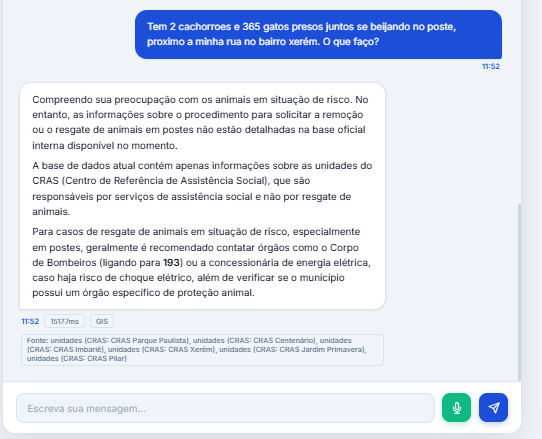 Tem 2 cachorroes e 365 gatos presos juntos se beijando no poste,
proximo a minha rua no bairro xerém. O que faço?
11:52
Compreendo sua preocupação com os animais em situação de risco. No
entanto, as informações sobre o procedimento para solicitar a remoção
ou o resgate de animais em postes não estão detalhadas na base oficial
interna disponível no momento.
A base de dados atual contém apenas informações sobre as unidades do
CRAS (Centro de Referência de Assistência Social), que são
responsáveis por serviços de assistência social e não por resgate de
animais.
Para casos de resgate de animais em situação de risco, especialmente
em postes, geralmente é recomendado contatar órgãos como o Corpo
de Bombeiros (ligando para 193) ou a concessionária de energia elétrica,
caso haja risco de choque elétrico, além de verificar se o município
possui um órgão específico de proteção animal.
11:52 15177ms GIS
Fonte: unidades (CRAS: CRAS Parque Paulista), unidades (CRAS: CRAS Centenário), unidades
(CRAS: CRAS Imbariê), unidades (CRAS: CRAS Xerém), unidades (CRAS: CRAS Jardim Primavera),
unidades (CRAS: CRAS Pilar)
Escreva sua mensagem...